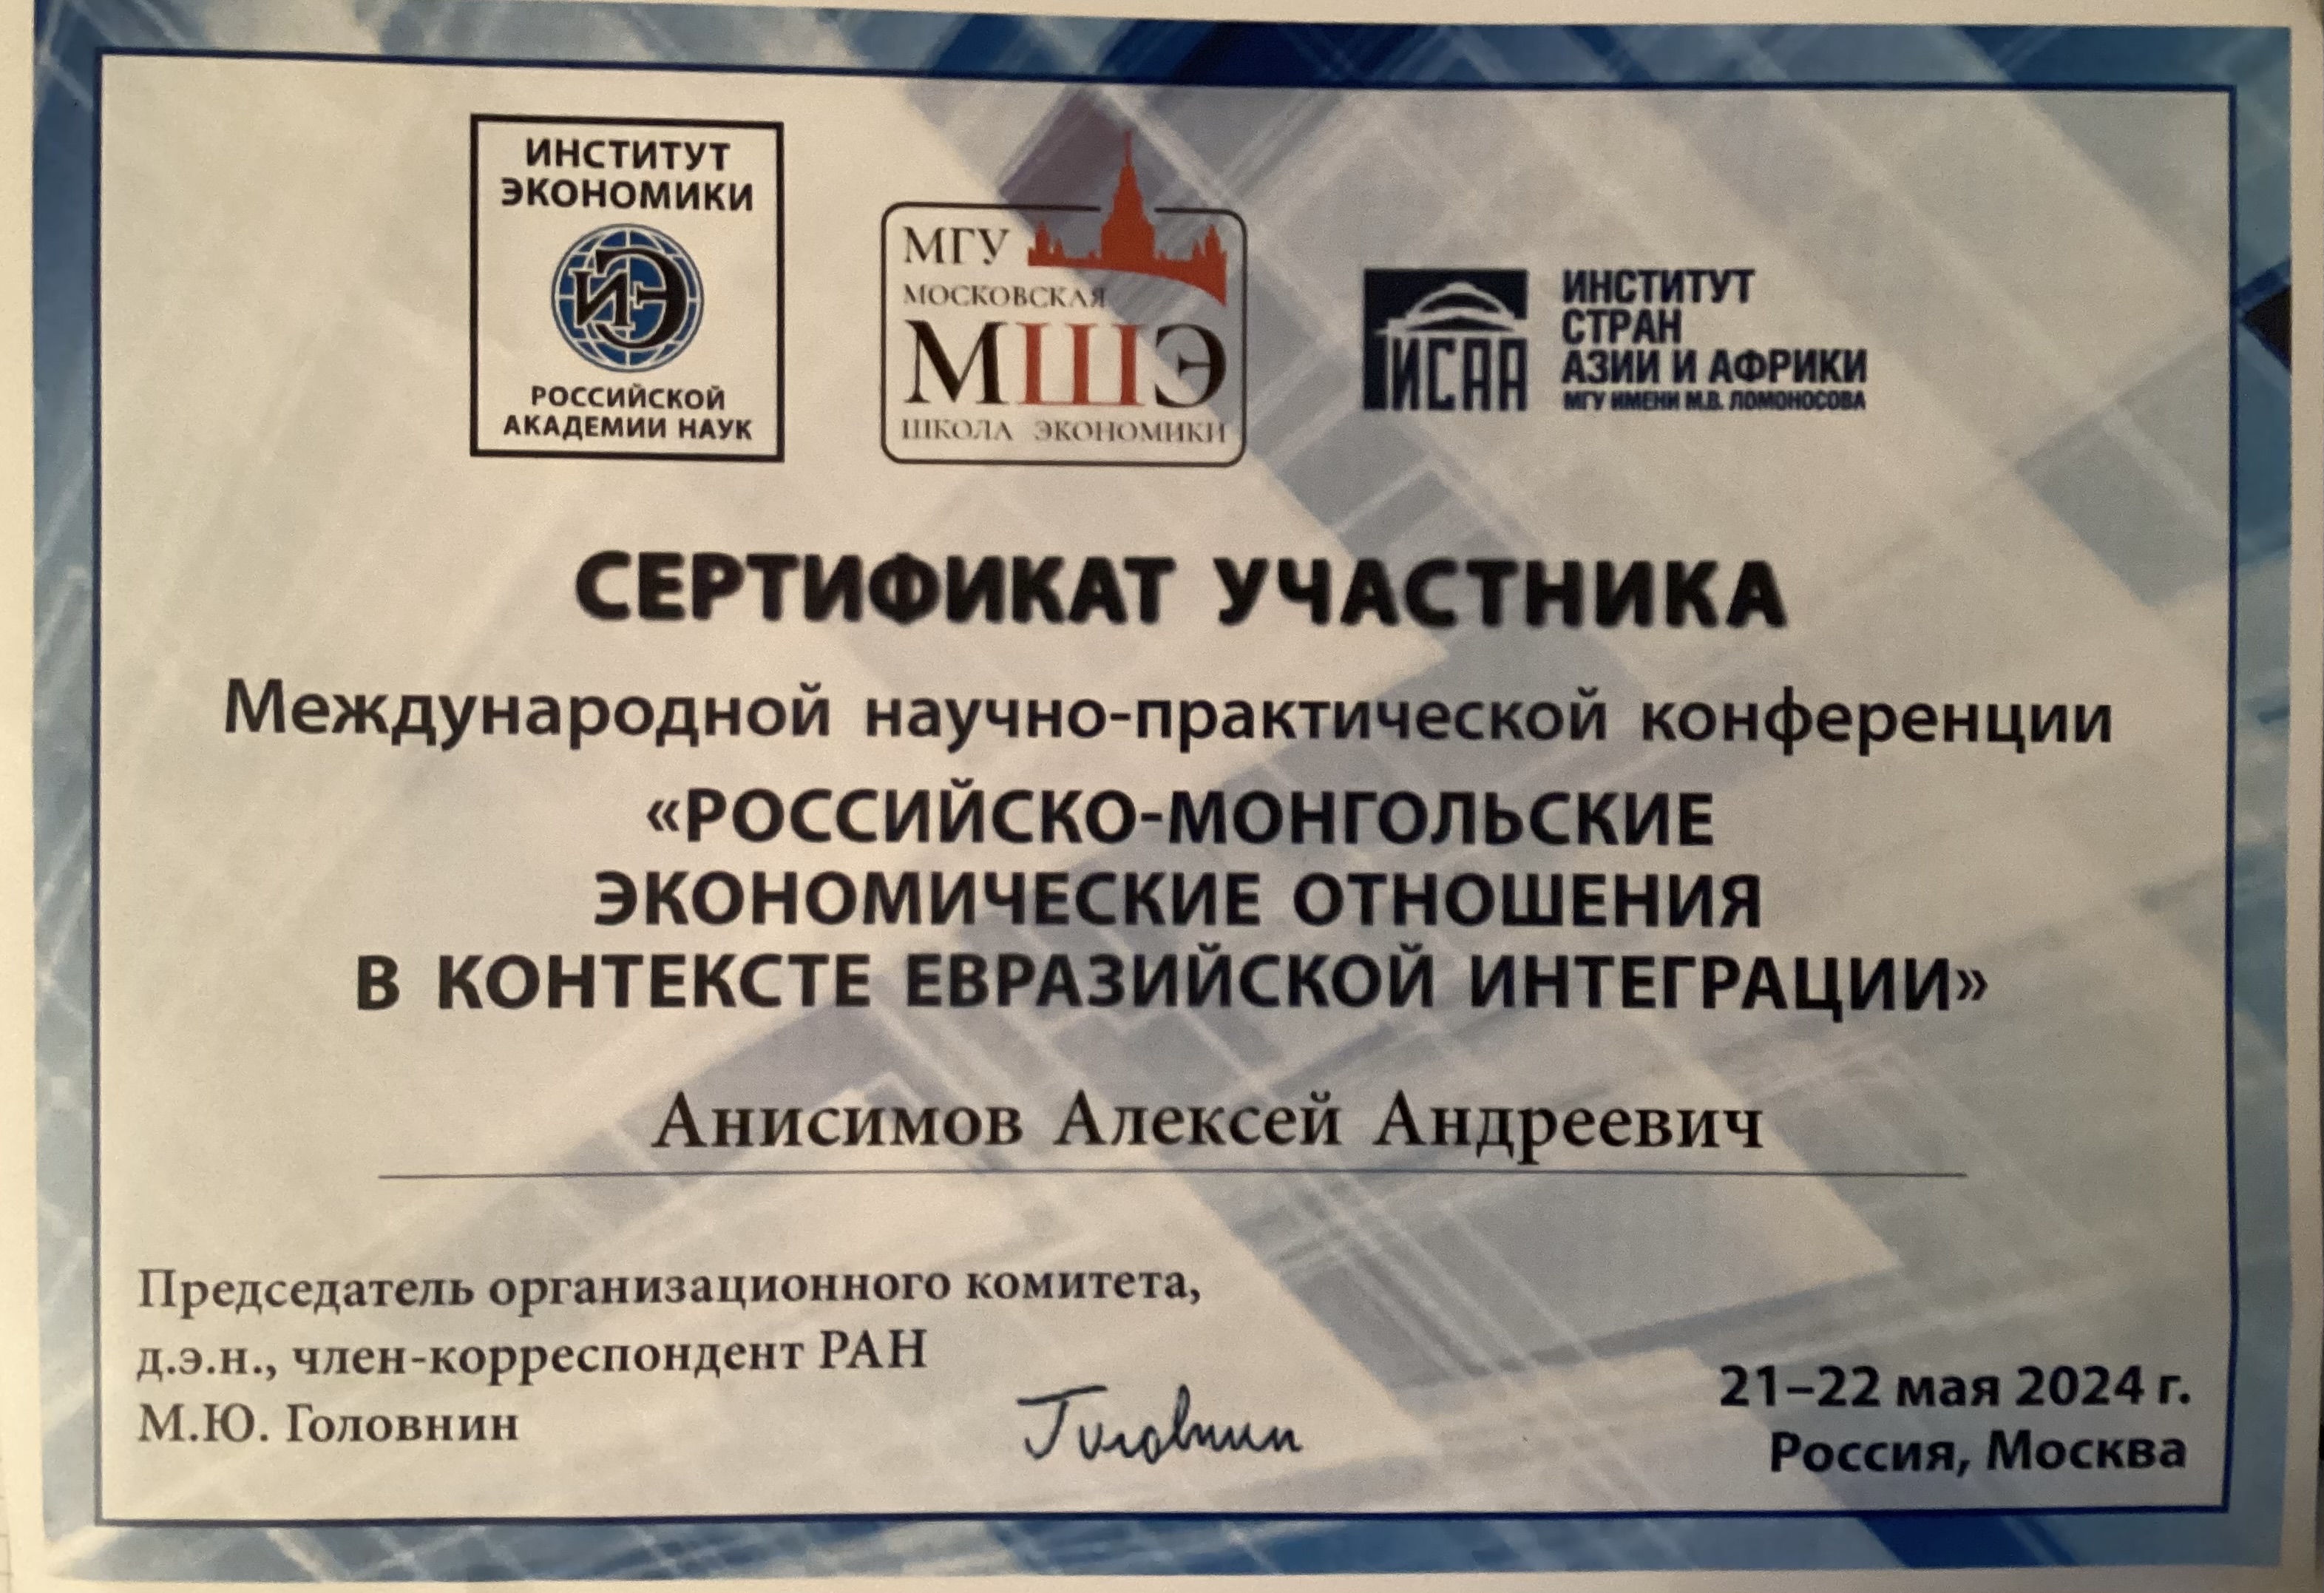 ИНСТИТУТ
ЭКОНОМИКИ
ИЭ
РОССИЙСКОЙ
АКАДЕМИИ НАУК
МГУ
МОСКОВСКАЯ
МШЭ
ШКОЛА ЭКОНОМИКИ
ИСАА
ИНСТИТУТ
СТРАН
АЗИИ И АФРИКИ
МГУ ИМЕНИ М.В. ЛОМОНОСОВА
СЕРТИФИКАТ УЧАСТНИКА
Международной научно-практической конференции
«РОССИЙСКО-МОНГОЛЬСКИЕ
ЭКОНОМИЧЕСКИЕ ОТНОШЕНИЯ
В КОНТЕКСТЕ ЕВРАЗИЙСКОЙ ИНТЕГРАЦИИ»
Анисимов Алексей Андреевич
Председатель организационного комитета,
д.э.н., член-корреспондент РАН
М.Ю. Головнин
Головнин
21–22 мая 2024 г.
Россия, Москва